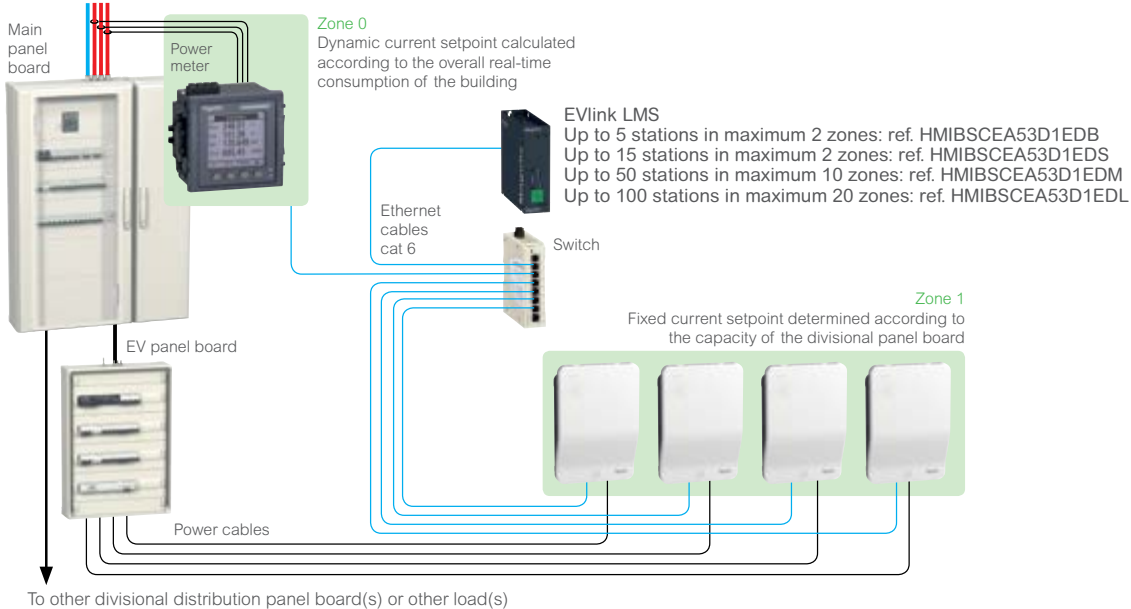 Main
panel
board
Power
meter
Zone 0
Dynamic current setpoint calculated
according to the overall real-time
consumption of the building
EVlink LMS
Up to 5 stations in maximum 2 zones: ref. HMIBSCEA53D1EDB
Up to 15 stations in maximum 2 zones: ref. HMIBSCEA53D1EDS
Up to 50 stations in maximum 10 zones: ref. HMIBSCEA53D1EDM
Up to 100 stations in maximum 20 zones: ref. HMIBSCEA53D1EDL
Ethernet
cables
cat 6
Switch
Zone 1
Fixed current setpoint determined according to
the capacity of the divisional panel board
EV panel board
Power cables
To other divisional distribution panel board(s) or other load(s)